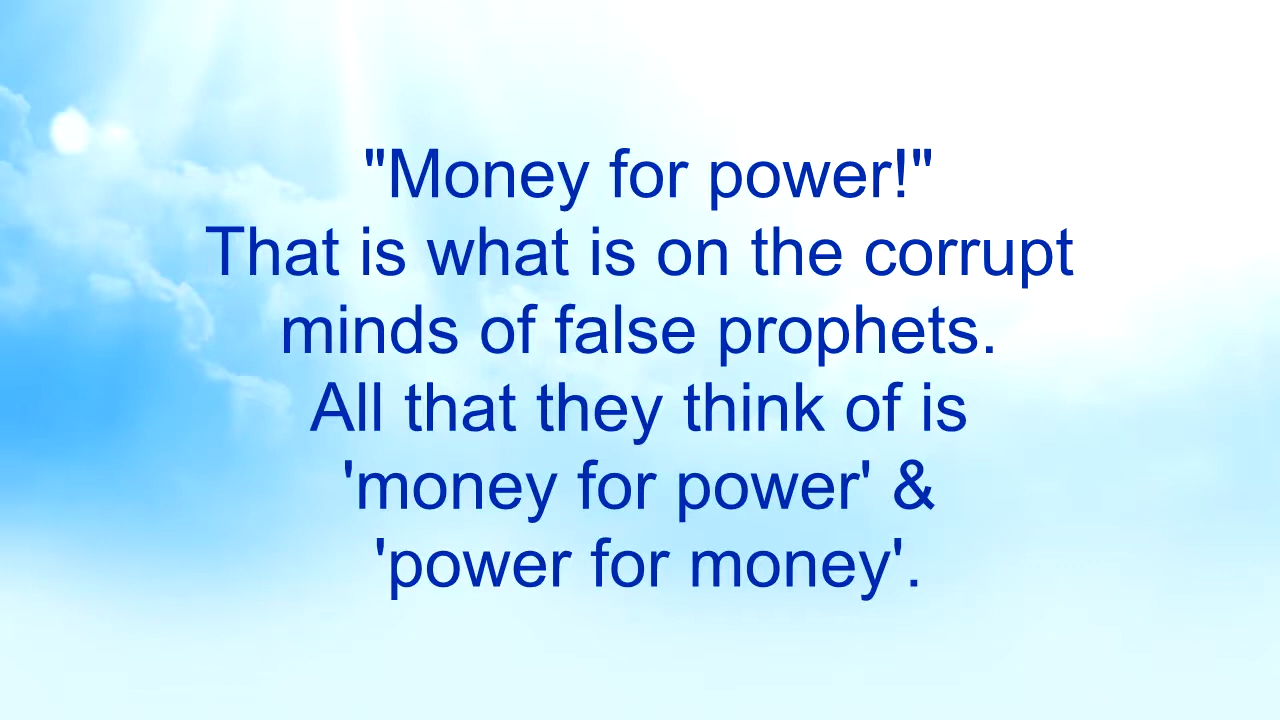 "Money for power!"
That is what is on the corrupt
minds of false prophets.
All that they think of is
'money for power' &
'power for money'.